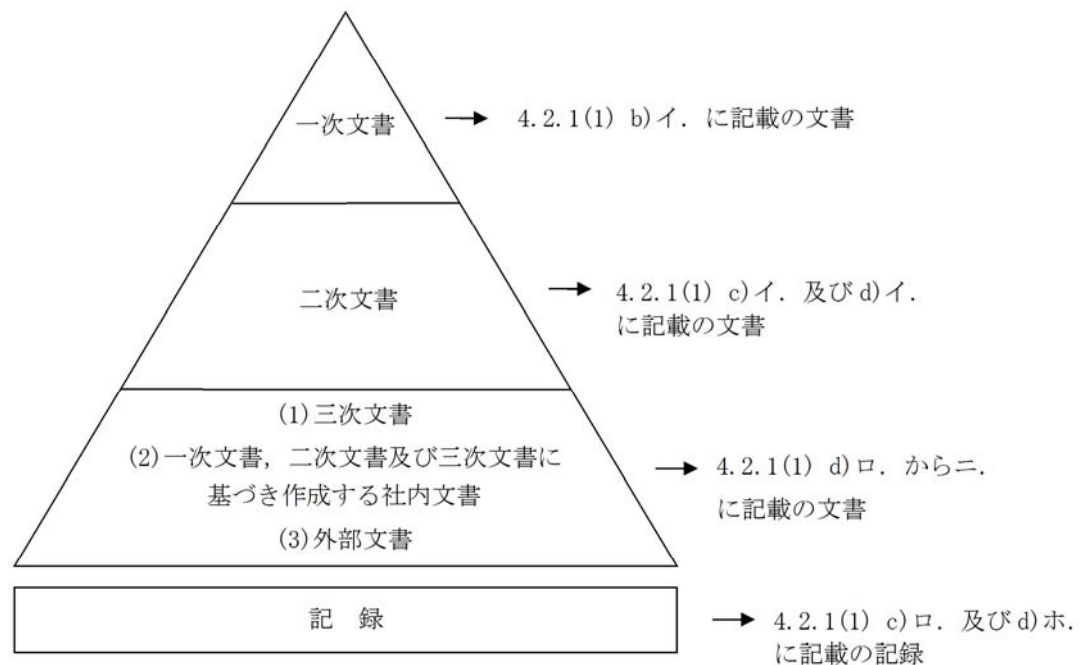 一次文書
4.2.1(1) b)イ. に記載の文書
二次文書
4.2.1(1) c)イ. 及びd)イ.
に記載の文書
(1)三次文書
(2)一次文書，二次文書及び三次文書に
基づき作成する社内文書
(3)外部文書
4.2.1(1) d)ロ. からニ.
に記載の文書
記　録
4.2.1(1) c)ロ. 及びd)ホ.
に記載の記録